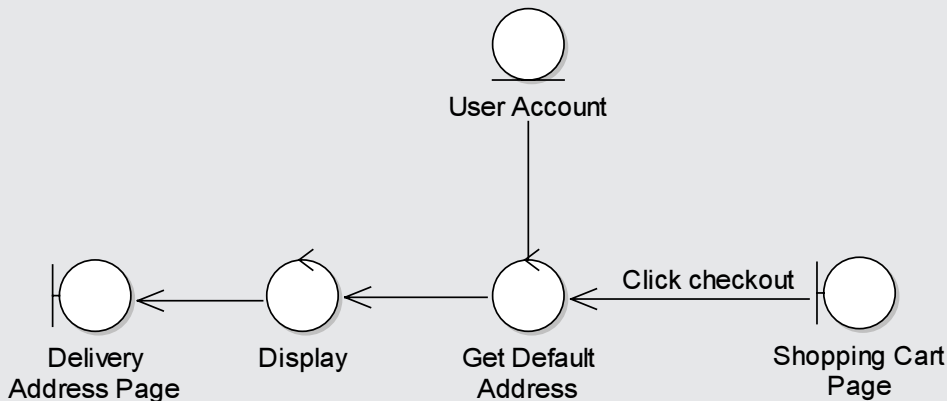 User Account
Click checkout
Delivery
Address Page
Display
Get Default
Address
Shopping Cart
Page